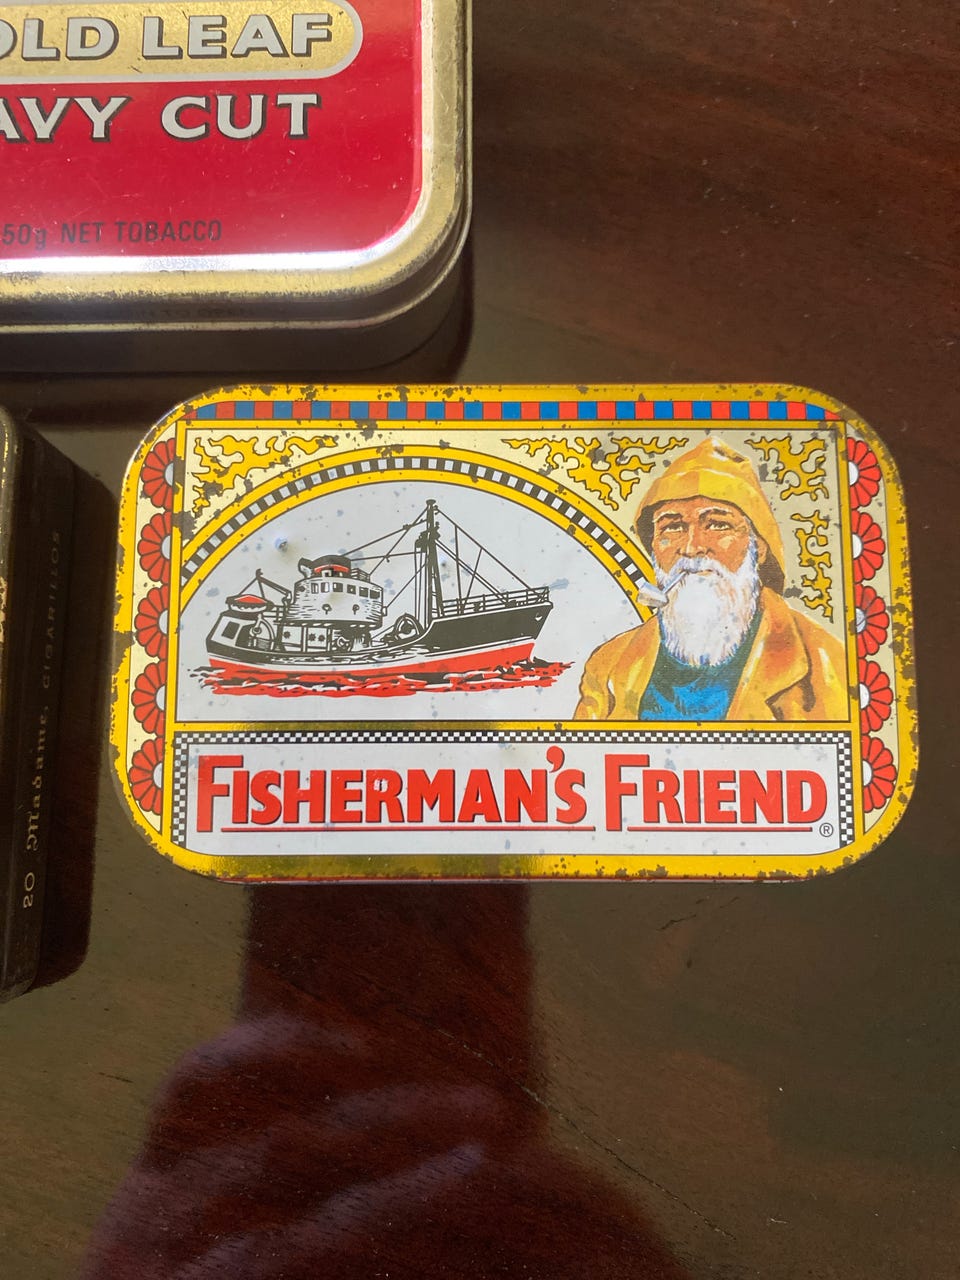 OLD LEAF
AVY CUT
50g NET TOBACCO
FISHERMAN'S FRIEND®
20 Madame, CIGARILLOS